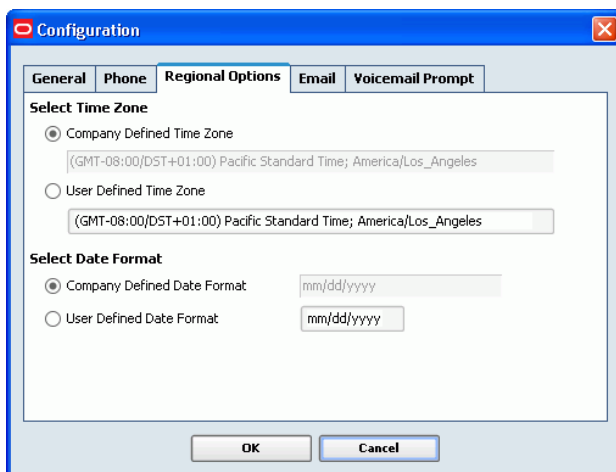 Configuration
General Phone Regional Options Email Voicemail Prompt
Select Time Zone
Company Defined Time Zone
(GMT-08:00/DST+01:00) Pacific Standard Time; America/Los_Angeles
User Defined Time Zone
(GMT-08:00/DST+01:00) Pacific Standard Time; America/Los_Angeles
Select Date Format
Company Defined Date Format mm/dd/yyyy
User Defined Date Format mm/dd/yyyy
OK Cancel